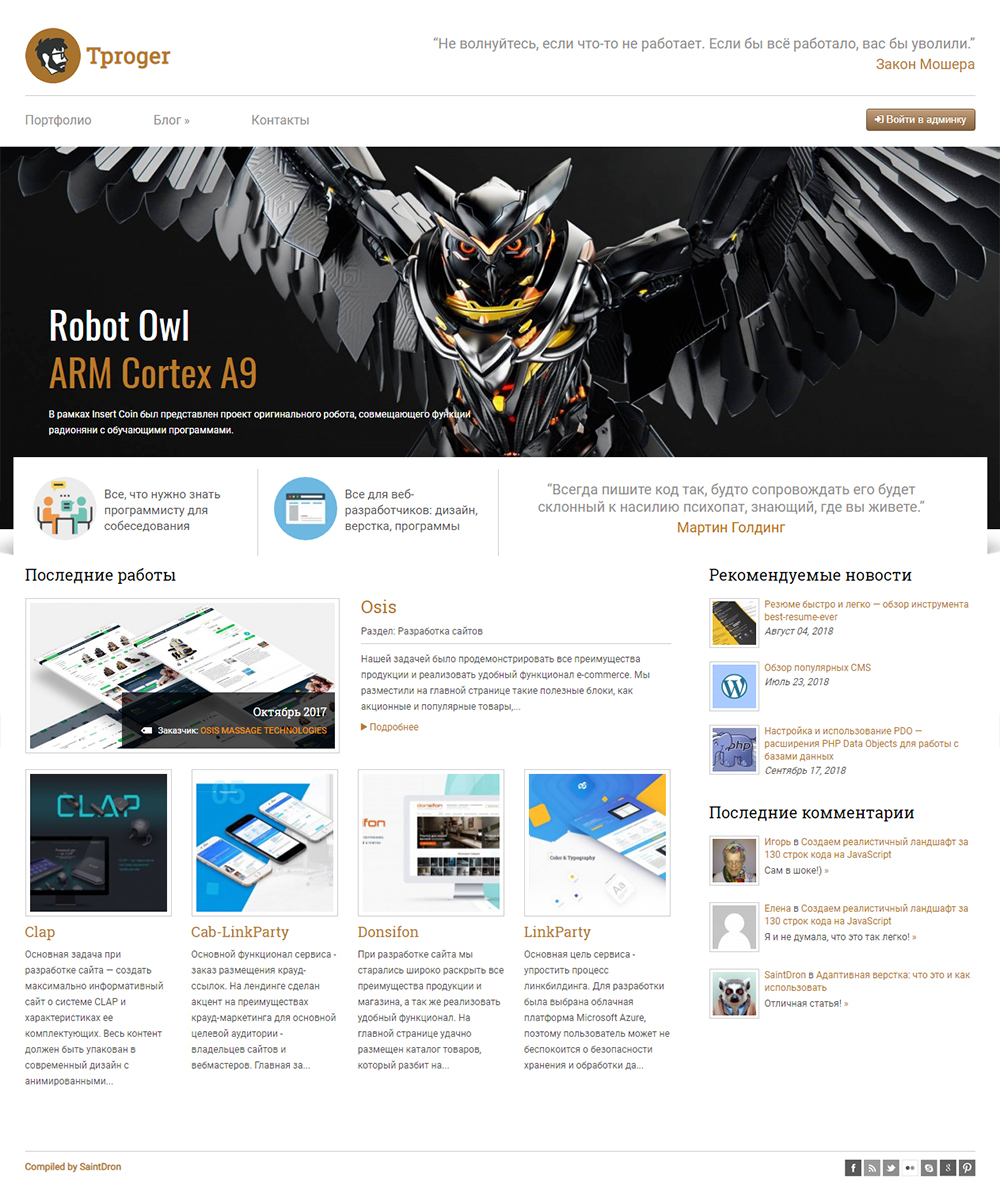 Tproger
“Не волнуйтесь, если что-то не работает. Если бы всё работало, вас бы уволили.”
Закон Мошера
Портфолио
Блог »
Контакты
Войти в админку
Robot Owl
ARM Cortex A9
В рамках Insert Coin был представлен проект оригинального робота, совмещающего функции
радионяни с обучающими программами.
Все, что нужно знать
программисту для
собеседования
Все для веб-
разработчиков: дизайн,
верстка, программы
“Всегда пишите код так, будто сопровождать его будет
склонный к насилию психопат, знающий, где вы живете.”
Мартин Голдинг
Последние работы
Октябрь 2017
Заказчик: OSIS MASSAGE TECHNOLOGIES
Osis
Раздел: Разработка сайтов
Нашей задачей было продемонстрировать все преимущества
продукции и реализовать удобный функционал e-commerce. Мы
разместили на главной странице такие полезные блоки, как
акционные и популярные товары,...
Подробнее
CLAP
05
donsifon
fon
Color & Typography
Aa
Clap
Основная задача при
разработке сайта — создать
максимально информативный
сайт о системе CLAP и
характеристиках ее
комплектующих. Весь контент
должен быть упакован в
современный дизайн с
анимированными...
Cab-LinkParty
Основной функционал сервиса -
заказ размещения крауд-
ссылок. На лендинге сделан
акцент на преимуществах
крауд-маркетинга для основной
целевой аудитории -
владельцев сайтов и
вебмастеров. Главная за...
Donsifon
При разработке сайта мы
старались широко раскрыть все
преимущества продукции и
магазина, а так же реализовать
удобный функционал. На
главной странице удачно
размещен каталог товаров,
который разбит на...
LinkParty
Основная цель сервиса -
упростить процесс
линкбилдинга. Для разработки
была выбрана облачная
платформа Microsoft Azure,
поэтому пользователь может не
беспокоится о безопасности
хранения и обработки да...
Рекомендуемые новости
Резюме быстро и легко — обзор инструмента
best-resume-ever
Август 04, 2018
Обзор популярных CMS
Июль 23, 2018
php
Настройка и использование PDO —
расширения PHP Data Objects для работы с
базами данных
Сентябрь 17, 2018
Последние комментарии
Игорь в Создаем реалистичный ландшафт за
130 строк кода на JavaScript
Сам в шоке!) »
Елена в Создаем реалистичный ландшафт за
130 строк кода на JavaScript
Я и не думала, что это так легко! »
SaintDron в Адаптивная верстка: что это и как
использовать
Отличная статья! »
Compiled by SaintDron